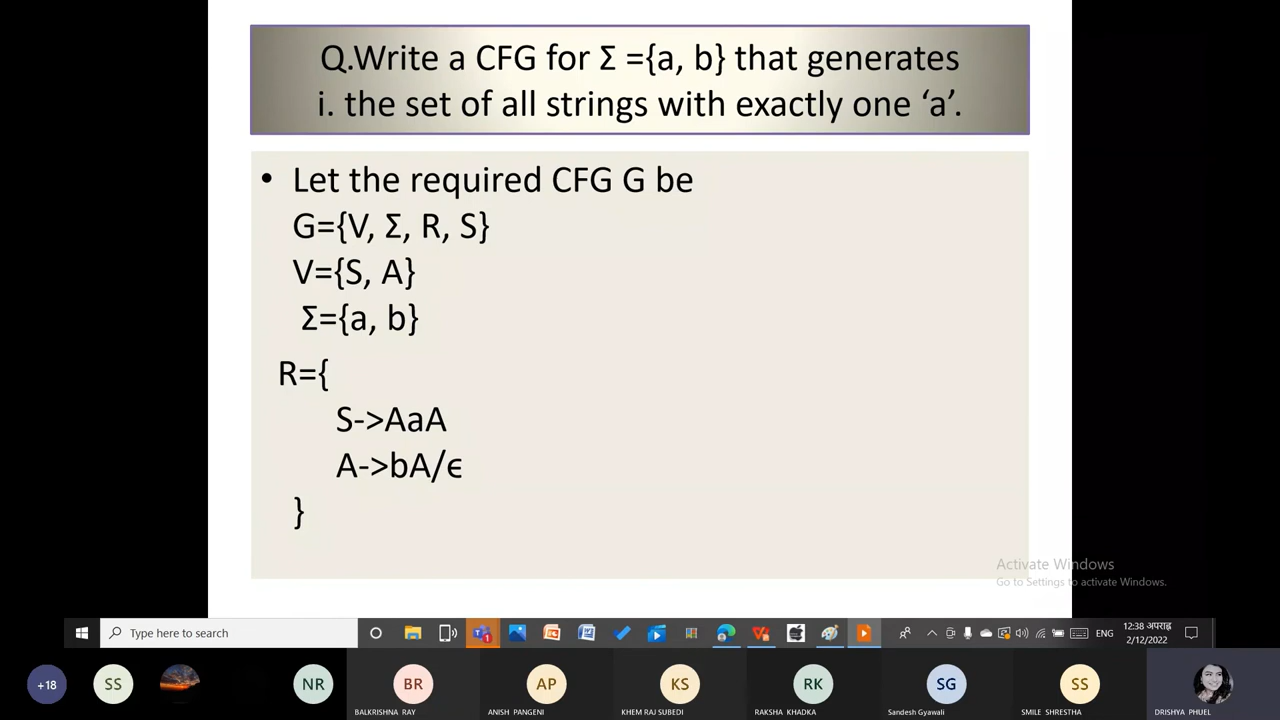 Q.Write a CFG for Σ ={a, b} that generates
i. the set of all strings with exactly one ‘a’.
• Let the required CFG G be
G={V, Σ, R, S}
V={S, A}
Σ={a, b}
R={
S->AaA
A->bA/ϵ
}
Activate Windows
Go to Settings to activate Windows.
Type here to search
ENG
12:38 अपराह्न
2/12/2022
+18
SS
NR
BR
AP
KS
RK
SG
SS
BALKRISHNA RAY
ANISH PANGENI
KHEM RAJ SUBEDI
RAKSHA KHADKA
Sandesh Gyawali
SMILE SHRESTHA
DRISHYA PHUEL